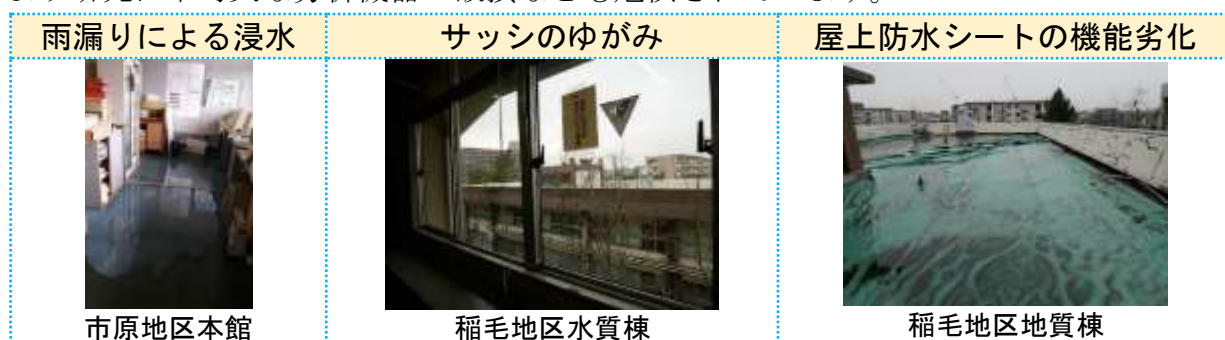 雨漏りによる浸水
サッシのゆがみ
屋上防水シートの機能劣化
市原地区本館
稲毛地区水質棟
稲毛地区地質棟